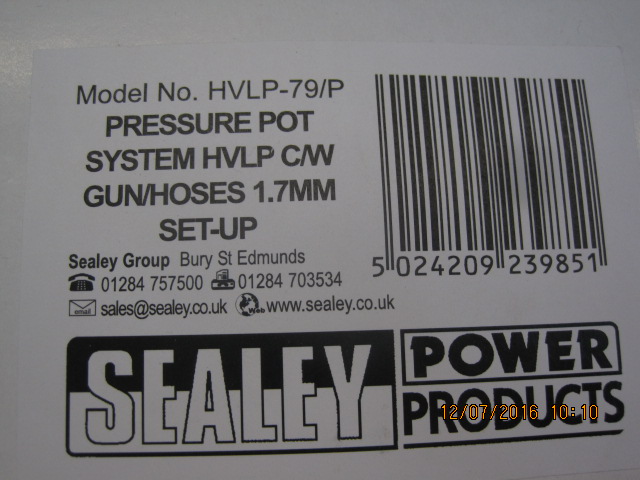 Model No. HVLP-79/P
PRESSURE POT
SYSTEM HVLP C/W
GUN/HOSES 1.7MM
SET-UP
Sealey Group Bury St Edmunds
01284 757500 01284 703534
email sales@sealey.co.uk Web www.sealey.co.uk
5 024209 239851
SEALEY
POWER
PRODUCTS
12/07/2016 10:10